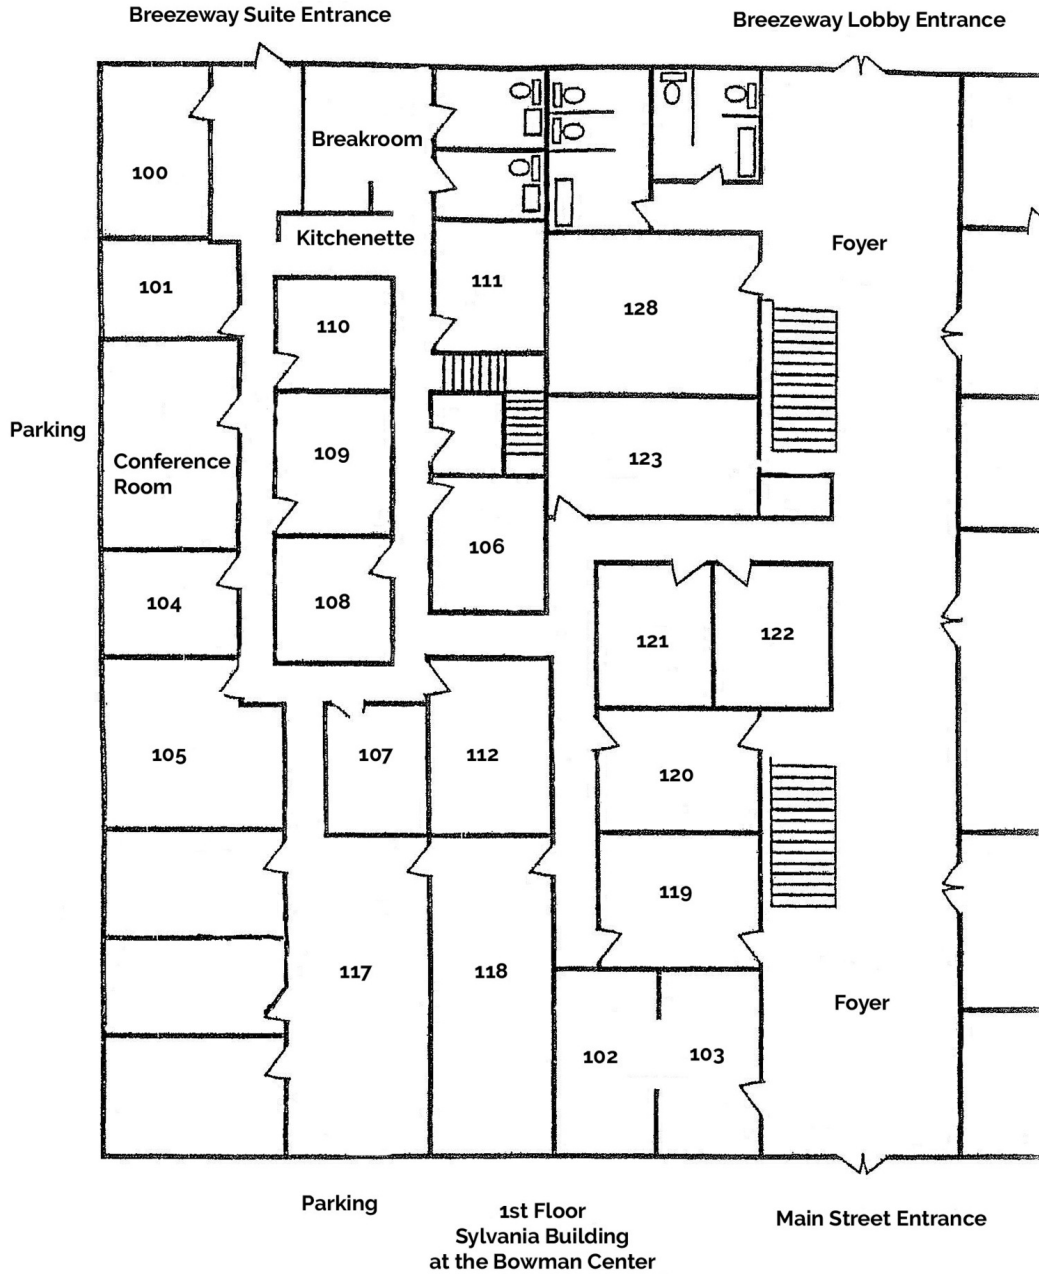 Breezeway Suite Entrance
Breezeway Lobby Entrance
Breakroom
100
Kitchenette
Foyer
101
111
110
128
Parking
109
123
Conference
Room
106
104
108
121
122
105
107
112
120
119
117
118
Foyer
102
103
Parking
1st Floor
Sylvania Building
at the Bowman Center
Main Street Entrance